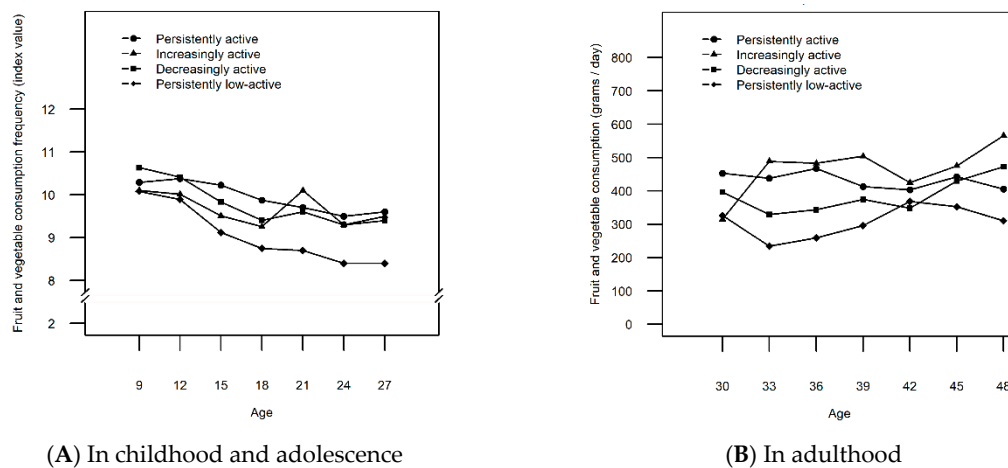 Fruit and vegetable consumption frequency (index value)
Persistently active
Increasingly active
Decreasingly active
Persistently low-active
12
11
10
9
8
2
9 12 15 18 21 24 27
Age
(A) In childhood and adolescence
Fruit and vegetable consumption (grams / day)
Persistently active
Increasingly active
Decreasingly active
Persistently low-active
800
700
600
500
400
300
200
100
0
30 33 36 39 42 45 48
Age
(B) In adulthood